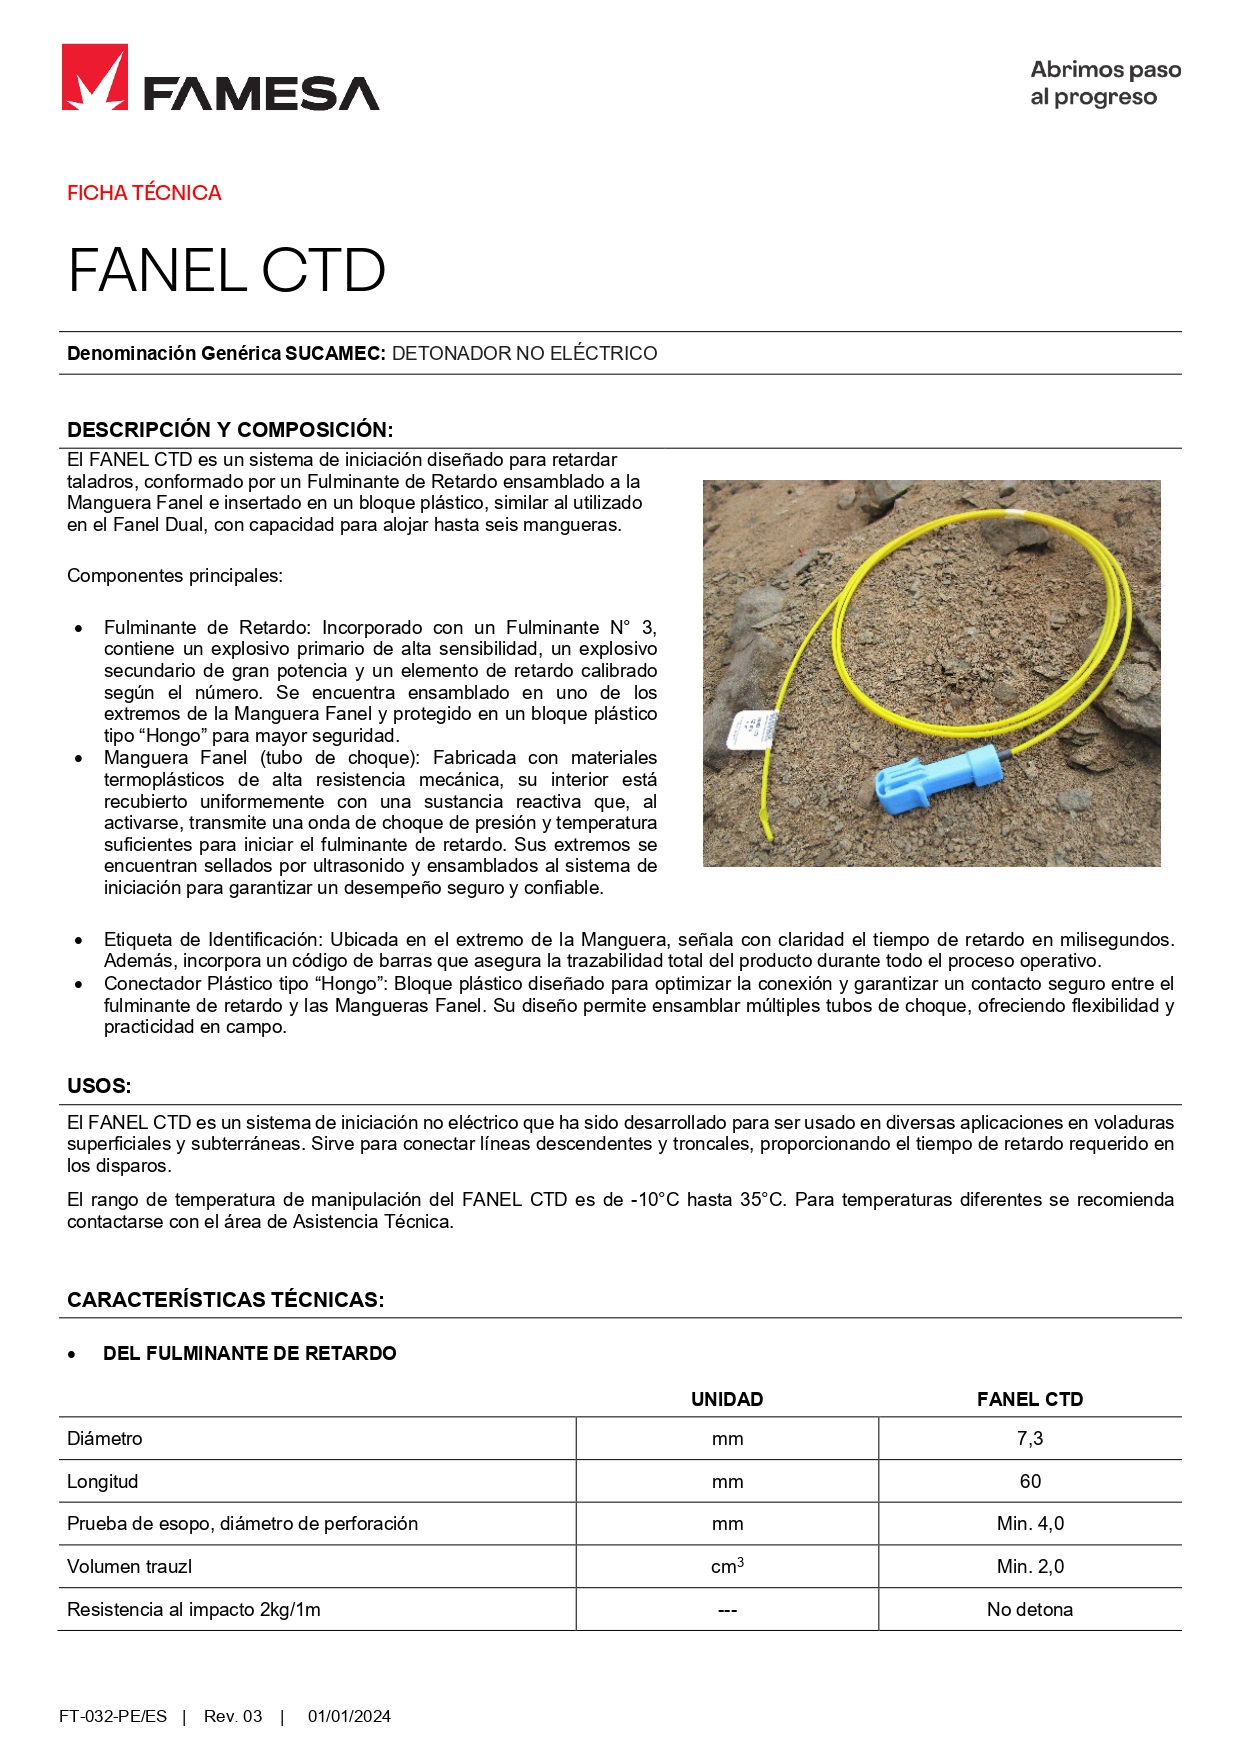 FAMESA
Abrimos paso
al progreso
FICHA TÉCNICA
FANEL CTD
Denominación Genérica SUCAMEC: DETONADOR NO ELÉCTRICO
DESCRIPCIÓN Y COMPOSICIÓN:
El FANEL CTD es un sistema de iniciación diseñado para retardar
taladros, conformado por un Fulminante de Retardo ensamblado a la
Manguera Fanel e insertado en un bloque plástico, similar al utilizado
en el Fanel Dual, con capacidad para alojar hasta seis mangueras.
Componentes principales:
• Fulminante de Retardo: Incorporado con un Fulminante N° 3,
contiene un explosivo primario de alta sensibilidad, un explosivo
secundario de gran potencia y un elemento de retardo calibrado
según el número. Se encuentra ensamblado en uno de los
extremos de la Manguera Fanel y protegido en un bloque plástico
tipo “Hongo” para mayor seguridad.
• Manguera Fanel (tubo de choque): Fabricada con materiales
termoplásticos de alta resistencia mecánica, su interior está
recubierto uniformemente con una sustancia reactiva que, al
activarse, transmite una onda de choque de presión y temperatura
suficientes para iniciar el fulminante de retardo. Sus extremos se
encuentran sellados por ultrasonido y ensamblados al sistema de
iniciación para garantizar un desempeño seguro y confiable.
• Etiqueta de Identificación: Ubicada en el extremo de la Manguera, señala con claridad el tiempo de retardo en milisegundos.
Además, incorpora un código de barras que asegura la trazabilidad total del producto durante todo el proceso operativo.
• Conectador Plástico tipo “Hongo”: Bloque plástico diseñado para optimizar la conexión y garantizar un contacto seguro entre el
fulminante de retardo y las Mangueras Fanel. Su diseño permite ensamblar múltiples tubos de choque, ofreciendo flexibilidad y
practicidad en campo.
USOS:
El FANEL CTD es un sistema de iniciación no eléctrico que ha sido desarrollado para ser usado en diversas aplicaciones en voladuras
superficiales y subterráneas. Sirve para conectar líneas descendentes y troncales, proporcionando el tiempo de retardo requerido en
los disparos.
El rango de temperatura de manipulación del FANEL CTD es de -10°C hasta 35°C. Para temperaturas diferentes se recomienda
contactarse con el área de Asistencia Técnica.
CARACTERÍSTICAS TÉCNICAS:
• DEL FULMINANTE DE RETARDO
UNIDAD FANEL CTD
Diámetro mm 7,3
Longitud mm 60
Prueba de esopo, diámetro de perforación mm Min. 4,0
Volumen trauzl cm³ Min. 2,0
Resistencia al impacto 2kg/1m --- No detona
FT-032-PE/ES | Rev. 03 | 01/01/2024